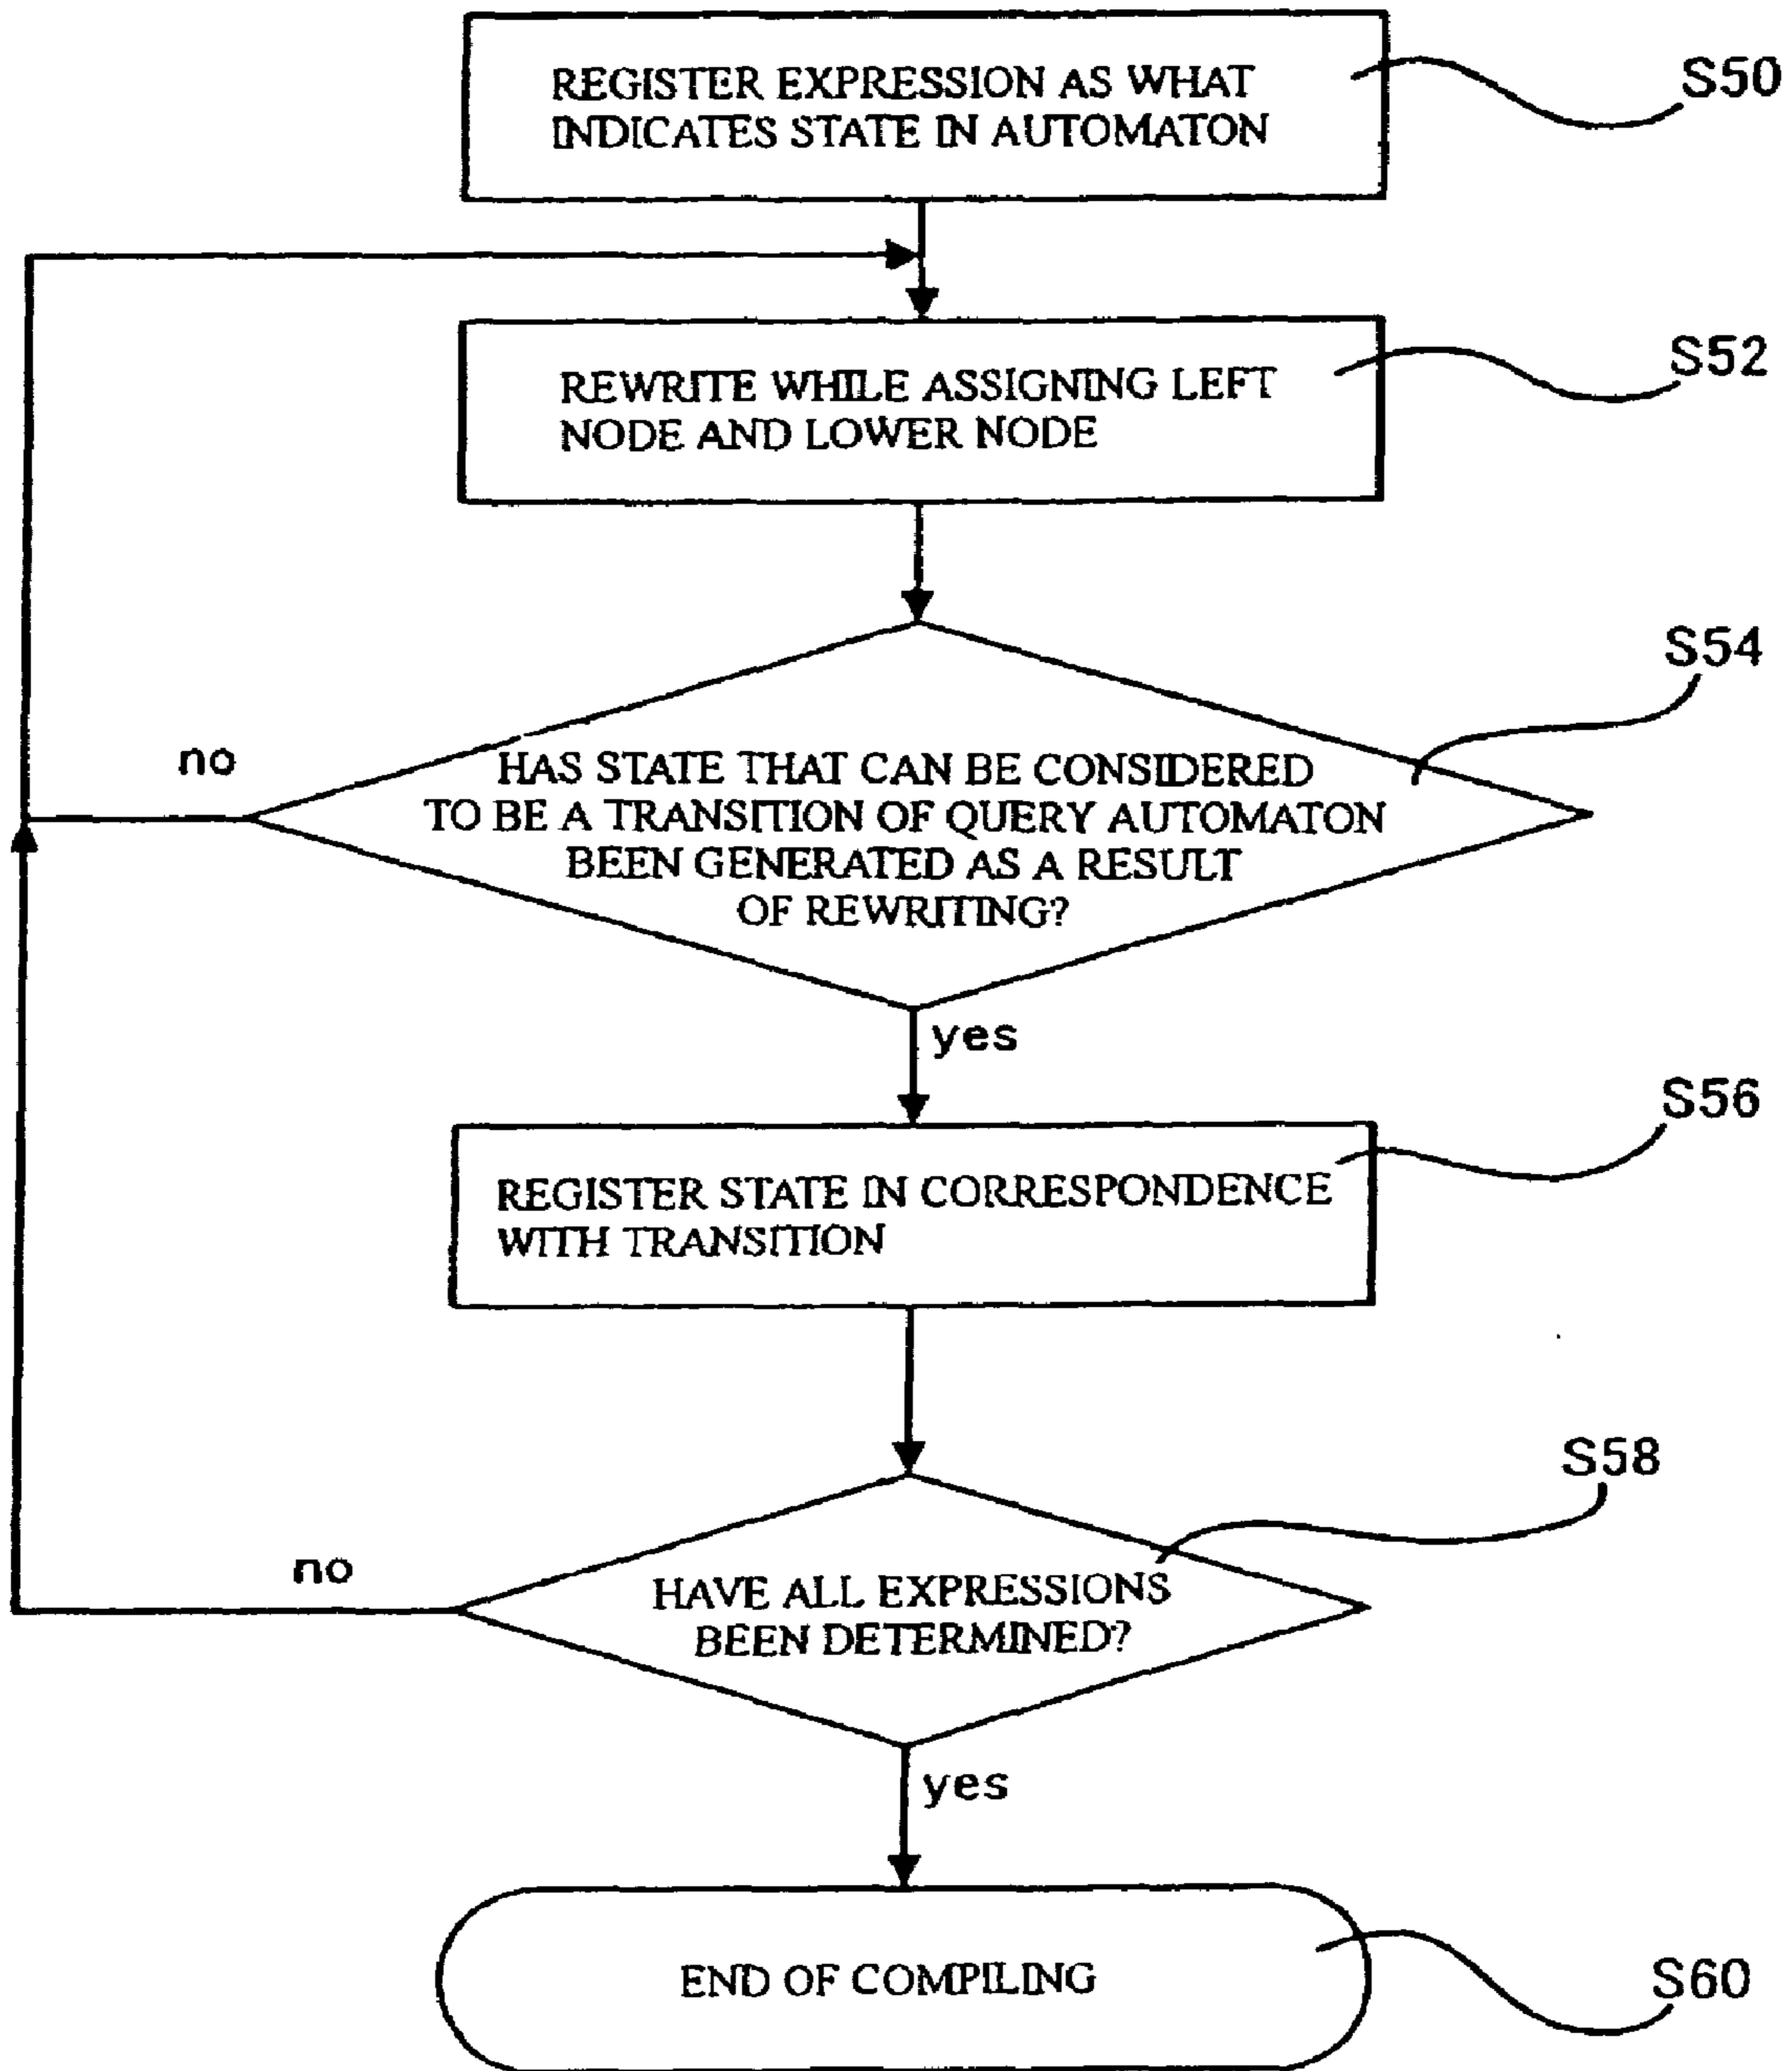 REGISTER EXPRESSION AS WHAT
INDICATES STATE IN AUTOMATON
S50
REWRITE WHILE ASSIGNING LEFT
NODE AND LOWER NODE
S52
HAS STATE THAT CAN BE CONSIDERED
TO BE A TRANSITION OF QUERY AUTOMATON
BEEN GENERATED AS A RESULT
OF REWRITING?
S54
no
yes
REGISTER STATE IN CORRESPONDENCE
WITH TRANSITION
S56
HAVE ALL EXPRESSIONS
BEEN DETERMINED?
S58
no
yes
END OF COMPILING
S60